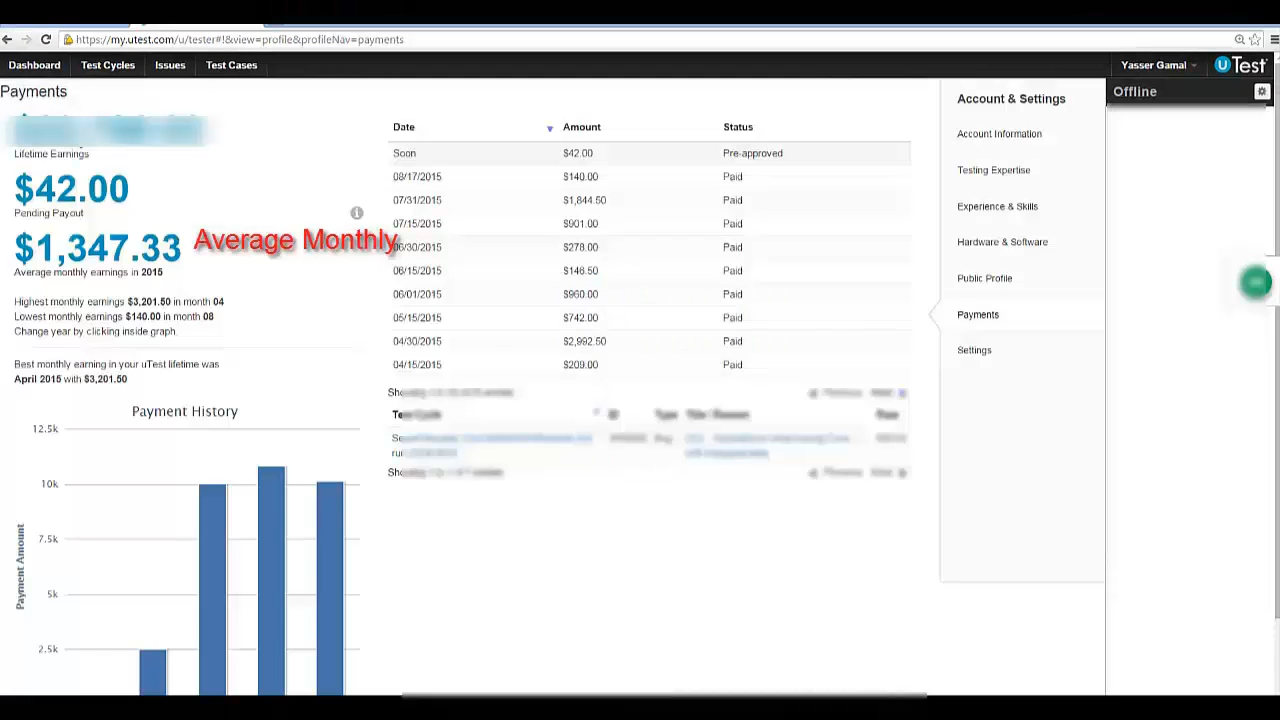 https://my.utest.com/u/tester#!&view=profile&profileNav=payments
Dashboard Test Cycles Issues Test Cases Yasser Gamal uTest
Payments
Lifetime Earnings
$42.00
Pending Payout
$1,347.33 Average Monthly
Average monthly earnings in 2015
Highest monthly earnings $3,201.50 in month 04
Lowest monthly earnings $140.00 in month 08
Change year by clicking inside graph.
Best monthly earning in your uTest lifetime was
April 2015 with $3,201.50
Payment History
12.5k
10k
7.5k
5k
2.5k
Payment Amount
Date Amount Status
Soon $42.00 Pre-approved
08/17/2015 $140.00 Paid
07/31/2015 $1,844.50 Paid
07/15/2015 $901.00 Paid
06/30/2015 $278.00 Paid
06/15/2015 $146.50 Paid
06/01/2015 $960.00 Paid
05/15/2015 $742.00 Paid
04/30/2015 $2,992.50 Paid
04/15/2015 $209.00 Paid
Account & Settings
Account Information
Testing Expertise
Experience & Skills
Hardware & Software
Public Profile
Payments
Settings
Offline